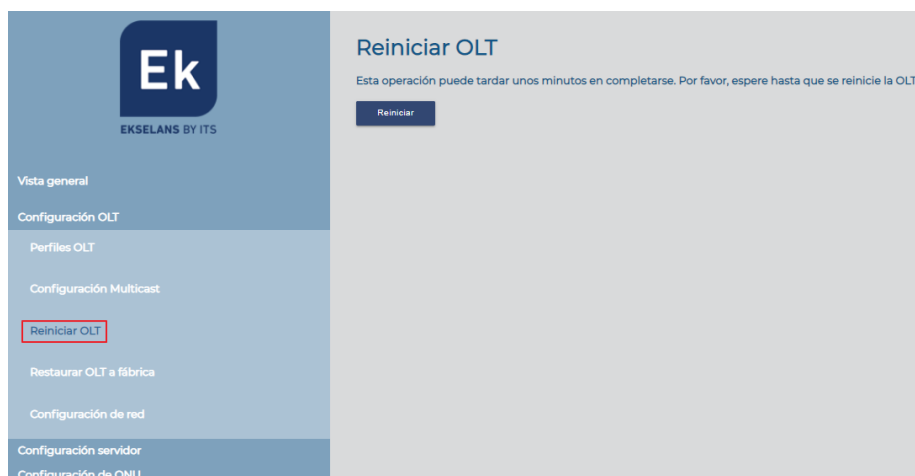 Ek
EKSELANS BY ITS
Vista general
Configuración OLT
Perfiles OLT
Configuración Multicast
Reiniciar OLT
Restaurar OLT a fábrica
Configuración de red
Configuración servidor
Configuración de ONU
Reiniciar OLT
Esta operación puede tardar unos minutos en completarse. Por favor, espere hasta que se reinicie la OLT
Reiniciar